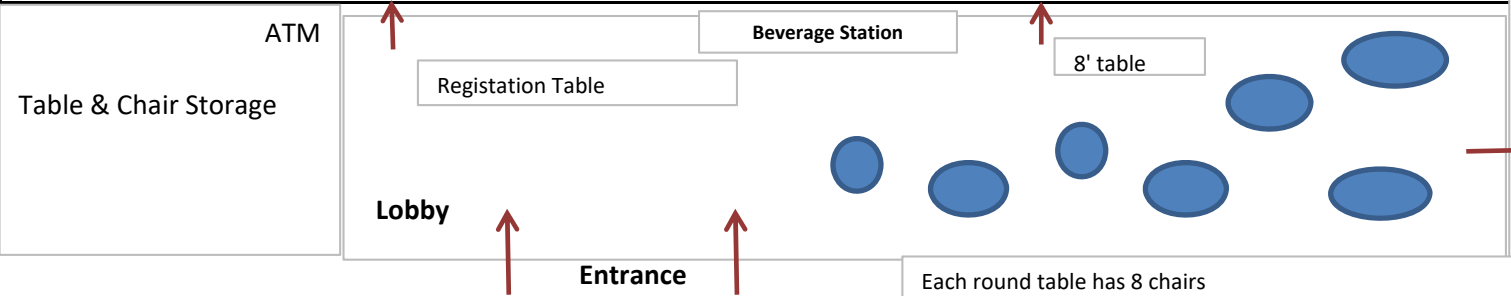 ATM
Beverage Station
8' table
Registation Table
Table & Chair Storage
Lobby
Entrance
Each round table has 8 chairs